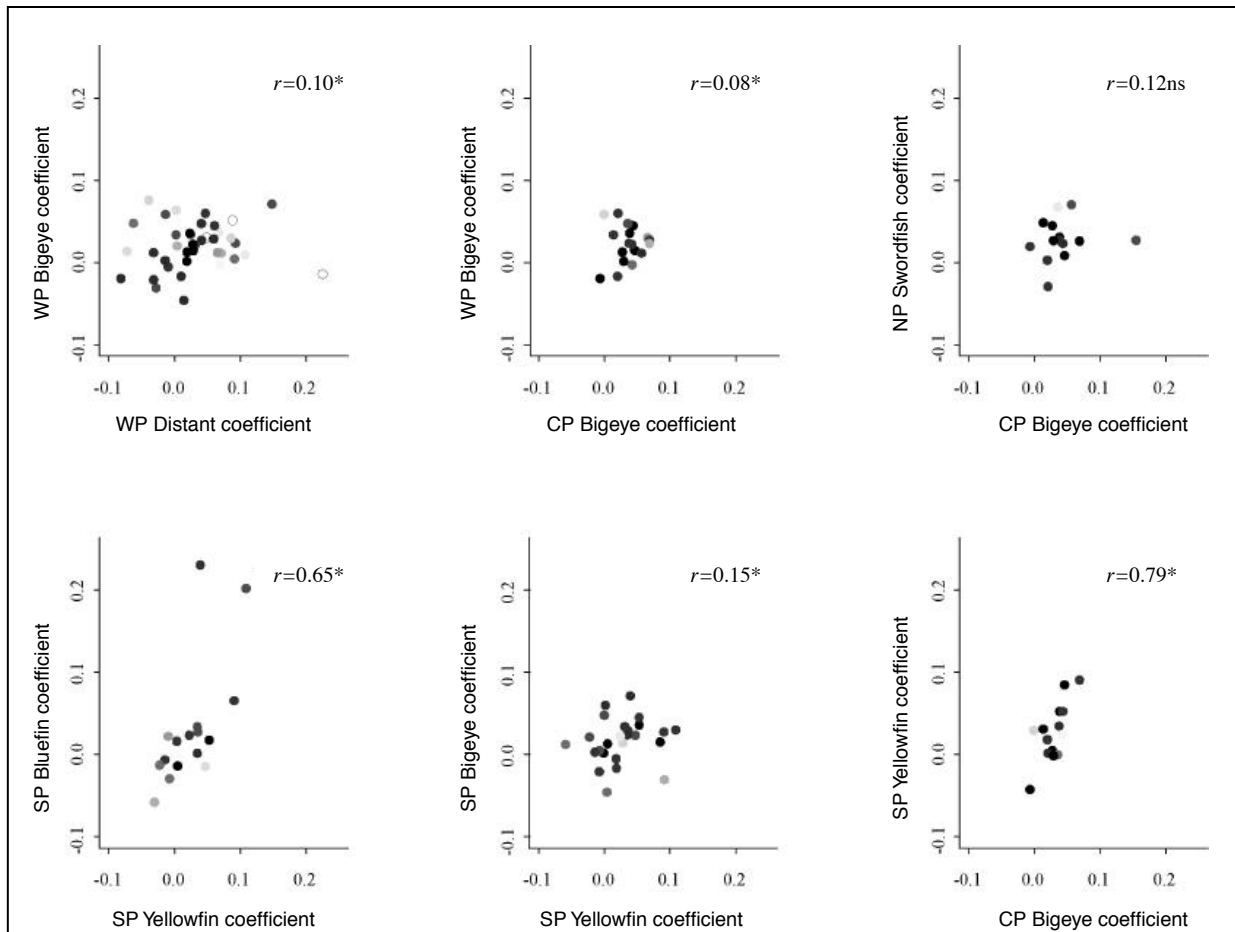 r=0.10*
WP Bigeye coefficient
0.2
0.1
0.0
-0.1
-0.1 0.0 0.1 0.2
WP Distant coefficient
r=0.08*
WP Bigeye coefficient
0.2
0.1
0.0
-0.1
-0.1 0.0 0.1 0.2
CP Bigeye coefficient
r=0.12ns
NP Swordfish coefficient
0.2
0.1
0.0
-0.1
-0.1 0.0 0.1 0.2
CP Bigeye coefficient
r=0.65*
SP Bluefin coefficient
0.2
0.1
0.0
-0.1
-0.1 0.0 0.1 0.2
SP Yellowfin coefficient
r=0.15*
SP Bigeye coefficient
0.2
0.1
0.0
-0.1
-0.1 0.0 0.1 0.2
SP Yellowfin coefficient
r=0.79*
SP Yellowfin coefficient
0.2
0.1
0.0
-0.1
-0.1 0.0 0.1 0.2
CP Bigeye coefficient